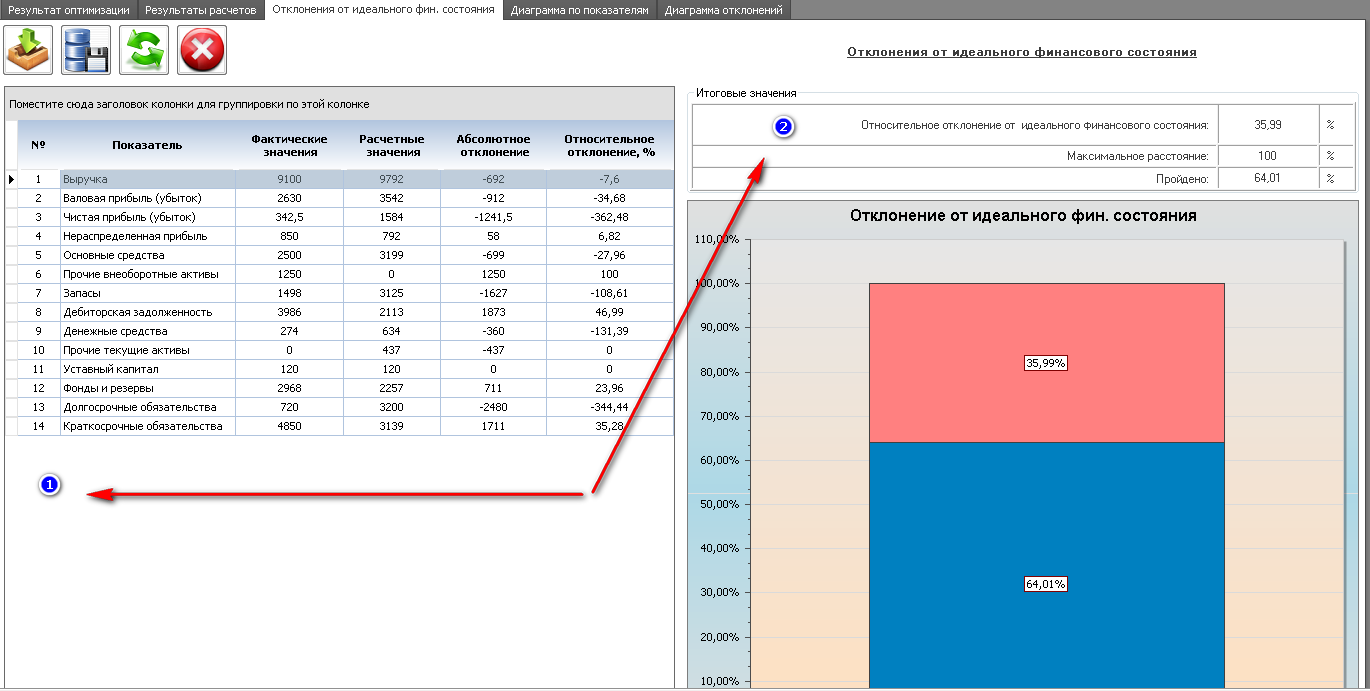 Результат оптимизации Результаты расчетов Отклонения от идеального фин. состояния Диаграмма по показателям Диаграмма отклонений
Отклонения от идеального финансового состояния
Поместите сюда заголовок колонки для группировки по этой колонке
№ Показатель Фактические значения Расчетные значения Абсолютное отклонение Относительное отклонение, %
1 Выручка 9100 9792 -692 -7,6
2 Валовая прибыль (убыток) 2630 3542 -912 -34,68
3 Чистая прибыль (убыток) 342,5 1584 -1241,5 -362,48
4 Нераспределенная прибыль 850 792 58 6,82
5 Основные средства 2500 3199 -699 -27,96
6 Прочие внеоборотные активы 1250 0 1250 100
7 Запасы 1498 3125 -1627 -108,61
8 Дебиторская задолженность 3986 2113 1873 46,99
9 Денежные средства 274 634 -360 -131,39
10 Прочие текущие активы 0 437 -437 0
11 Уставный капитал 120 120 0 0
12 Фонды и резервы 2968 2257 711 23,96
13 Долгосрочные обязательства 720 3200 -2480 -344,44
14 Краткосрочные обязательства 4850 3139 1711 35,28
1
Итоговые значения
2
Относительное отклонение от идеального финансового состояния: 35,99 %
Максимальное расстояние: 100 %
Пройдено: 64,01 %
Отклонение от идеального фин. состояния
110,00%
100,00%
90,00%
80,00%
70,00%
60,00%
50,00%
40,00%
30,00%
20,00%
10,00%
35,99%
64,01%